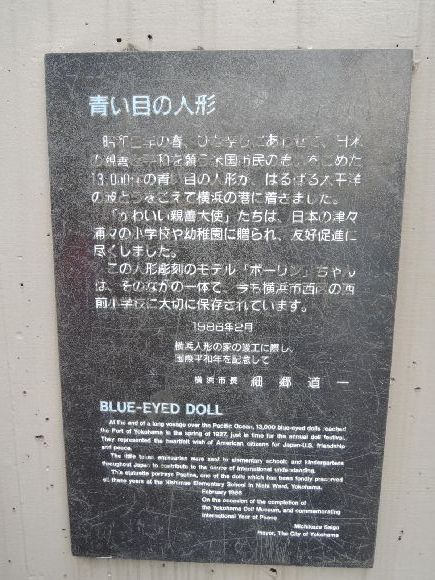 青い目の人形
昭和二年の春、ひな祭りにあわせて、日米
の親善と平和を願う米国市民の志をこめた
13,000体の青い目の人形が、はるばる太平洋
の波とうをこえて横浜の港に着きました。
「かわいい親善大使」たちは、日本の津々
浦々の小学校や幼稚園に贈られ、友好促進に
尽くしました。
この人形彫刻のモデル「ポーリン」ちゃん
は、そのなかの一体で、今も横浜市西区の西
前小学校に大切に保存されています。
1986年2月
横浜人形の家の竣工に際し、
国際平和年を記念して
横浜市長 細郷道一
BLUE-EYED DOLL
At the end of a long voyage over the Pacific Ocean, 13,000 blue-eyed dolls reached
the Port of Yokohama in the spring of 1927, just in time for the annual doll festival.
They represented the heartfelt wish of American citizens for Japan-U.S. friendship
and peace.
The little talent emissaries were sent to elementary schools and kindergartens
throughout Japan to contribute to the of international understanding.
This statuette portrays Pauline, one of the dolls which has been fondly preserved
all these years at the Nishimae Elementary School in Nishi Ward, Yokohama.
February 1986
On the occasion of the completion of
the Yokohama Doll Museum, and commemorating
International Year of Peace
Michikazu Saigo
Mayor, The City of Yokohama